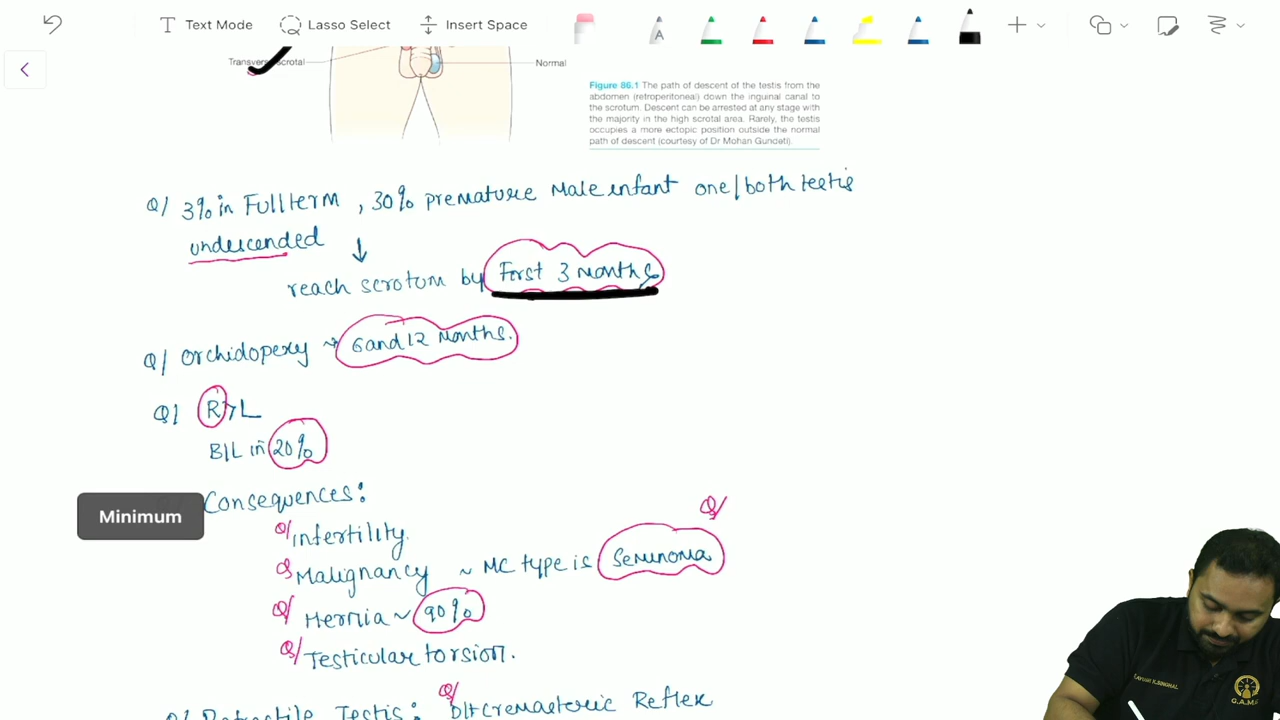 Text Mode
Lasso Select
Insert Space
A
Transvers scrotal
Normal
Figure 86.1 The path of descent of the testis from the
abdomen (retroperitoneal) down the inguinal canal to
the scrotum. Descent can be arrested at any stage with
the majority in the high scrotal area. Rarely, the testis
occupies a more ectopic position outside the normal
path of descent (courtesy of Dr Mohan Gundeti).
Q/ 3% in Full term , 30% premature male infant one/both testis
undescended
↓
reach scrotum by First 3 months
Q/ Orchidopexy ~ 6 and 12 months.
Q/ R>L
B/L in 20%
Minimum
Consequences:
Q/ infertility.
Q Malignancy ~ MC type is Seminoma
Q/
Q/ Hernia ~ 90%
Q/ Testicular torsion.
Q/
Q/ Retractile Testis: D/t cremasteric Reflex
G.A.M.S